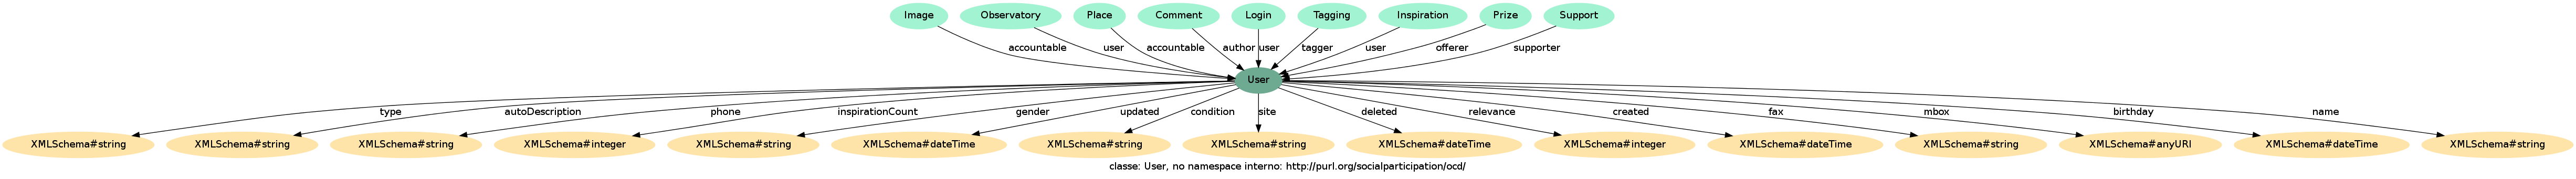 Image Observatory Place Comment Login Tagging Inspiration Prize Support
accountable user accountable author user tagger user offerer supporter
User
type autoDescription phone inspirationCount gender updated condition site deleted relevance created fax mbox birthday name
XMLSchema#string XMLSchema#string XMLSchema#string XMLSchema#integer XMLSchema#string XMLSchema#dateTime XMLSchema#string XMLSchema#string XMLSchema#dateTime XMLSchema#integer XMLSchema#dateTime XMLSchema#string XMLSchema#anyURI XMLSchema#dateTime XMLSchema#string
classe: User, no namespace interno: http://purl.org/socialparticipation/ocd/